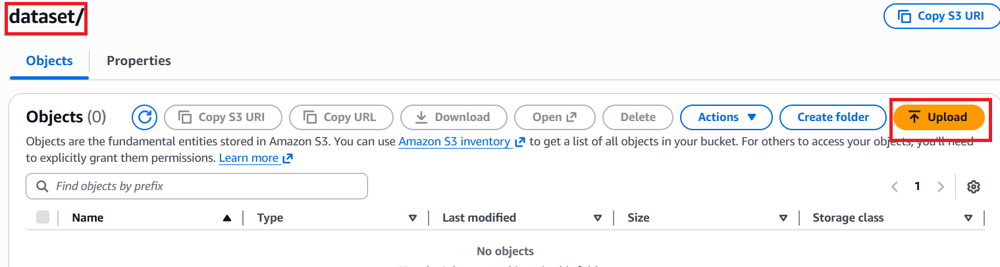 dataset/
Copy S3 URI
Objects
Properties
Objects (0)
Copy S3 URI
Copy URL
Download
Open
Delete
Actions
Create folder
Upload
Objects are the fundamental entities stored in Amazon S3. You can use Amazon S3 inventory to get a list of all objects in your bucket. For others to access your objects, you'll need
to explicitly grant them permissions. Learn more
Find objects by prefix
1
Name
Type
Last modified
Size
Storage class
No objects